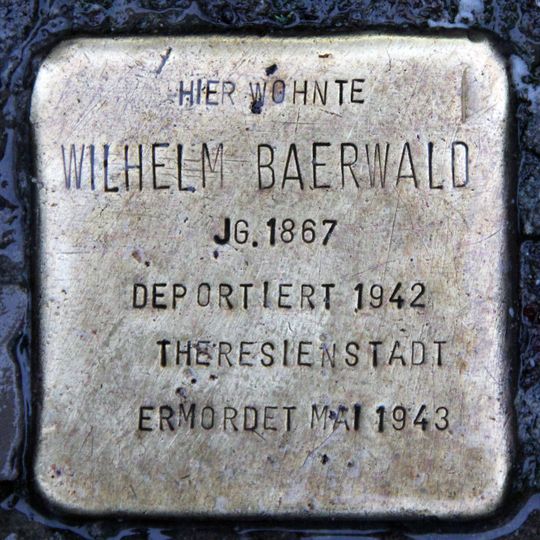 HIER WOHNTE
WILHELM BAERWALD
JG. 1867
DEPORTIERT 1942
THERESIENSTADT
ERMORDET MAI 1943